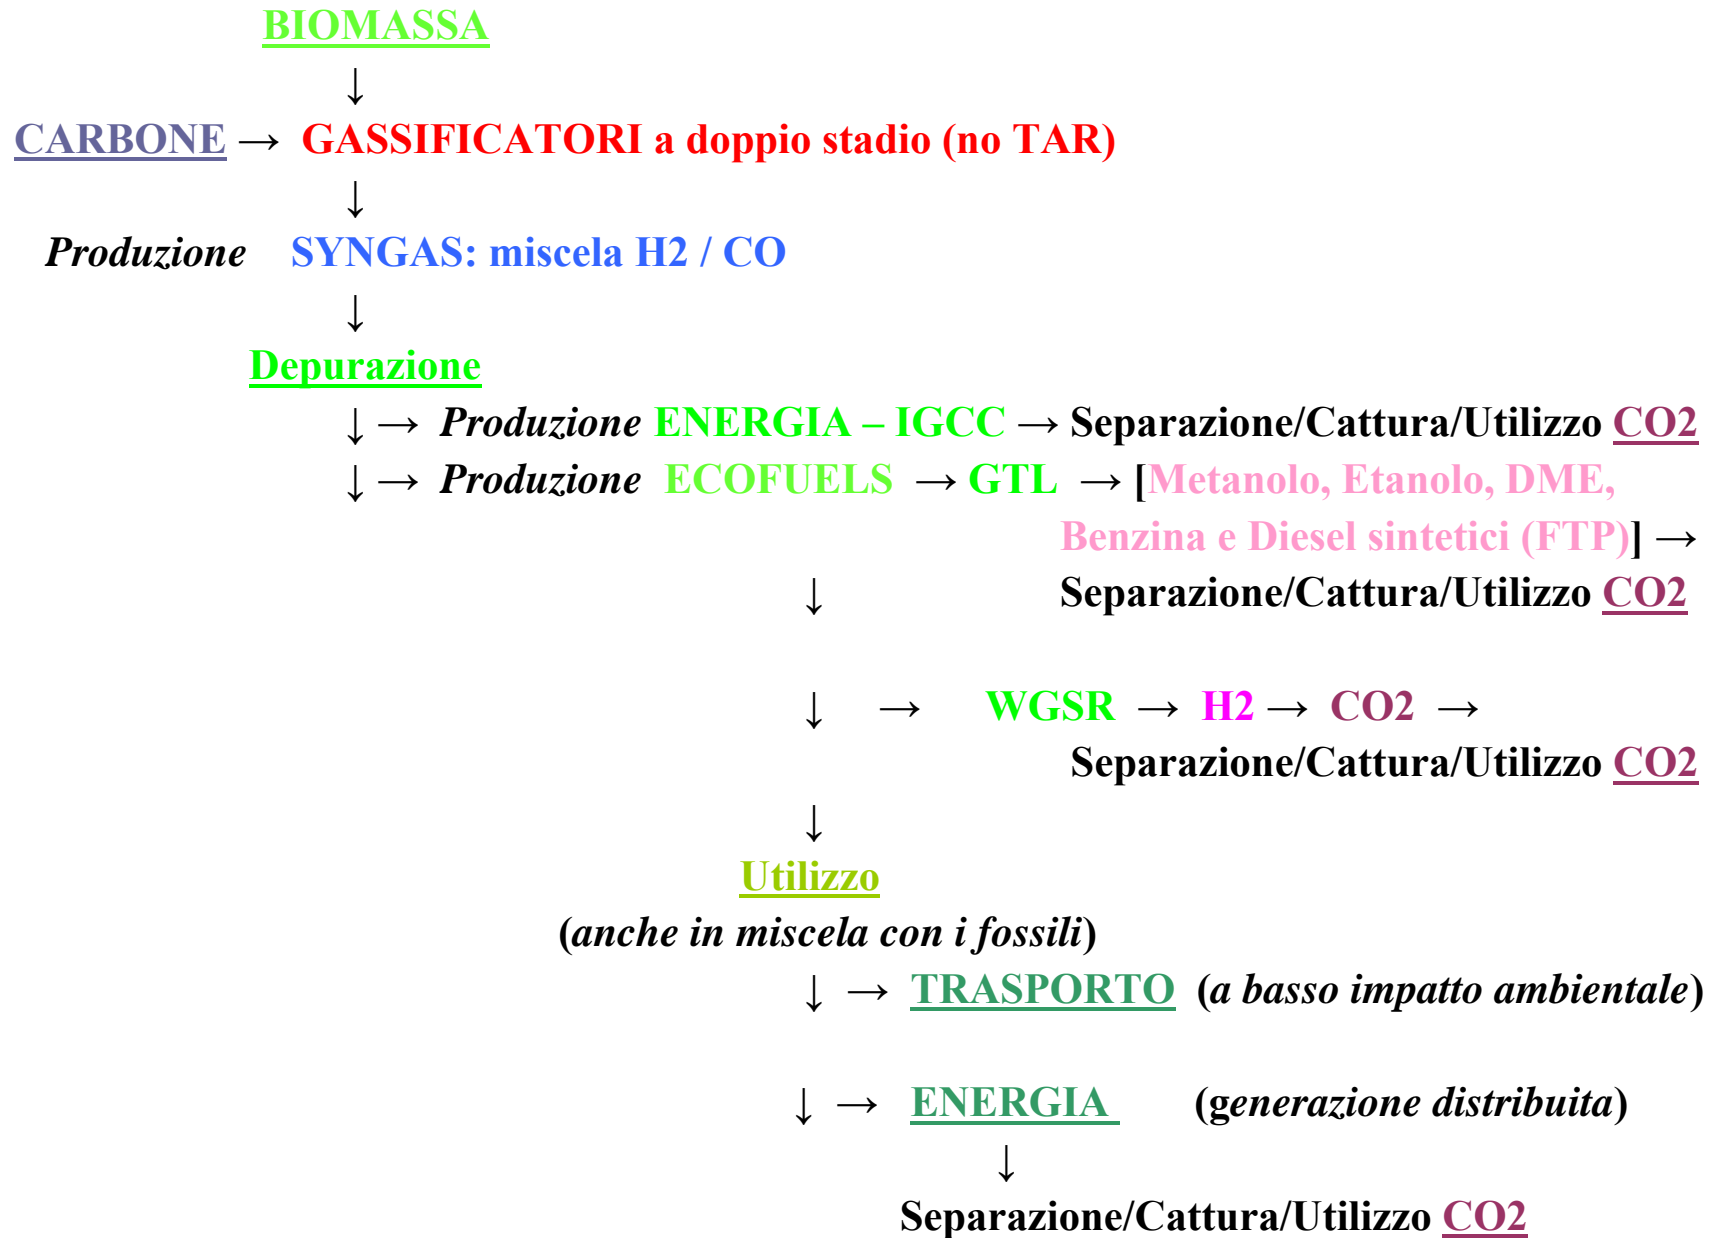 BIOMASSA
↓
CARBONE → GASSIFICATORI a doppio stadio (no TAR)
↓
Produzione SYNGAS: miscela H2 / CO
↓
Depurazione
↓ → Produzione ENERGIA – IGCC → Separazione/Cattura/Utilizzo CO2
↓ → Produzione ECOFUELS → GTL → [Metanolo, Etanolo, DME,
Benzina e Diesel sintetici (FTP)] →
↓ Separazione/Cattura/Utilizzo CO2
↓ → WGSR → H2 → CO2 →
Separazione/Cattura/Utilizzo CO2
↓
Utilizzo
(anche in miscela con i fossili)
↓ → TRASPORTO (a basso impatto ambientale)
↓ → ENERGIA (generazione distribuita)
↓
Separazione/Cattura/Utilizzo CO2